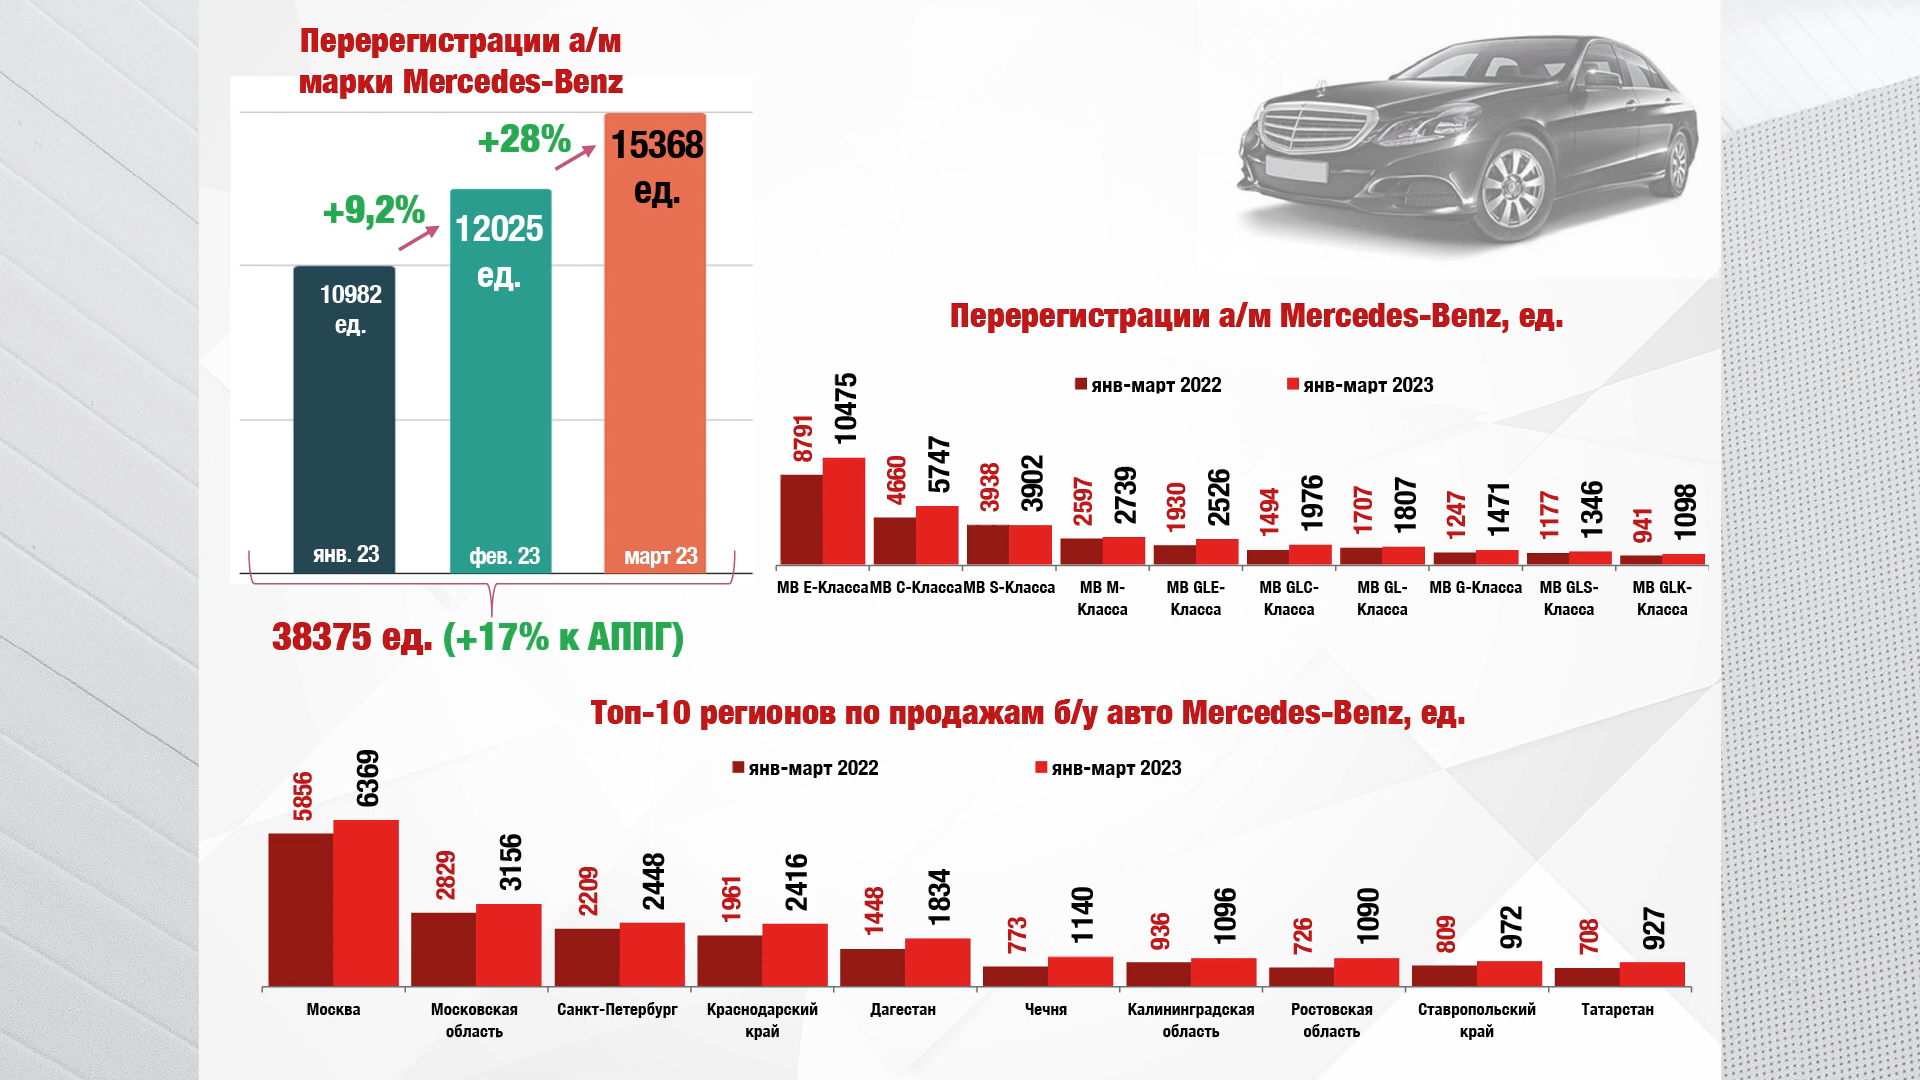 Перерегистрации а/м
марки Mercedes-Benz
+28%
15368
ед.
+9,2%
12025
ед.
10982
ед.
янв. 23
фев. 23
март 23
38375 ед. (+17% к АППГ)
Перерегистрации а/м Mercedes-Benz, ед.
янв-март 2022
янв-март 2023
8791
10475
4660
5747
3938
3902
2597
2739
1930
2526
1494
1976
1707
1807
1247
1471
1177
1346
941
1098
MB E-Класса
MB C-Класса
MB S-Класса
MB M-
Класса
MB GLE-
Класса
MB GLC-
Класса
MB GL-
Класса
MB G-Класса
MB GLS-
Класса
MB GLK-
Класса
Топ-10 регионов по продажам б/у авто Mercedes-Benz, ед.
янв-март 2022
янв-март 2023
5856
6369
2829
3156
2209
2448
1961
2416
1448
1834
773
1140
936
1096
726
1090
809
972
708
927
Москва
Московская
область
Санкт-Петербург
Краснодарский
край
Дагестан
Чечня
Калининградская
область
Ростовская
область
Ставропольский
край
Татарстан